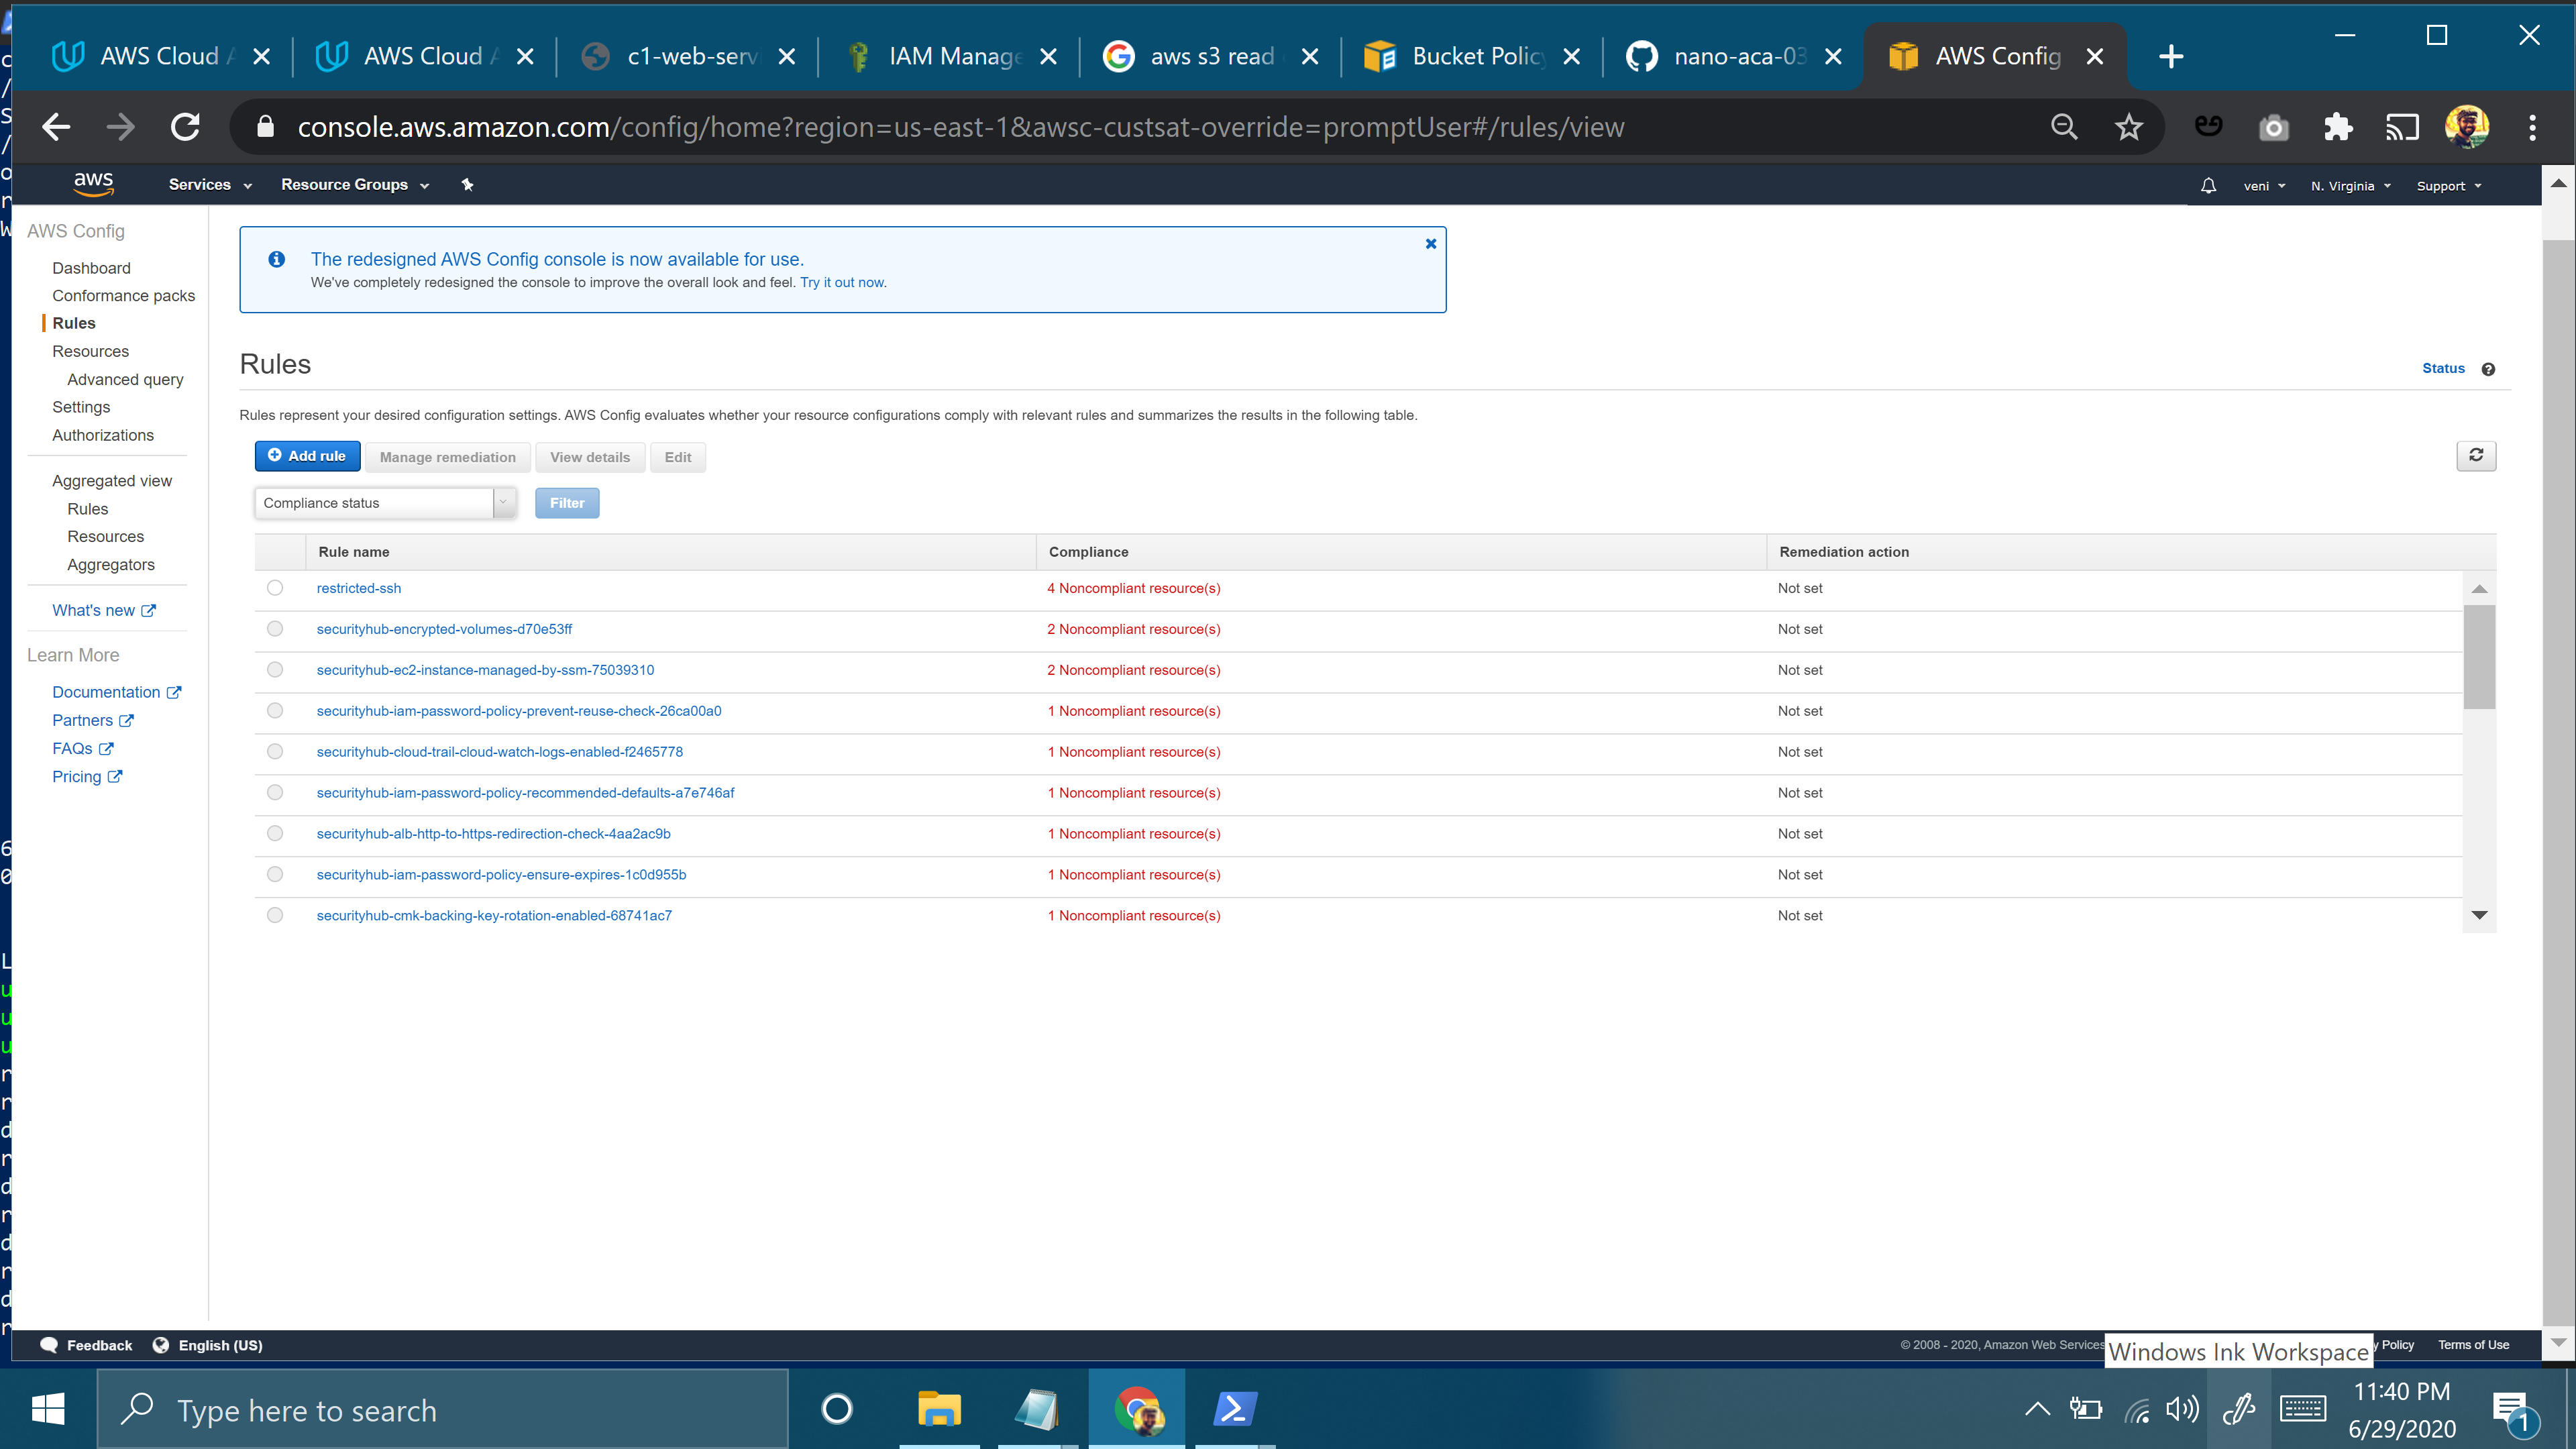 AWS Cloud A
AWS Cloud A
c1-web-serv
IAM Manage
aws s3 read
Bucket Policy
nano-aca-03
AWS Config
console.aws.amazon.com/config/home?region=us-east-1&awsc-custsat-override=promptUser#/rules/view
aws
Services
Resource Groups
veni
N. Virginia
Support
AWS Config
Dashboard
Conformance packs
Rules
Resources
Advanced query
Settings
Authorizations
Aggregated view
Rules
Resources
Aggregators
What's new
Learn More
Documentation
Partners
FAQs
Pricing
The redesigned AWS Config console is now available for use.
We've completely redesigned the console to improve the overall look and feel. Try it out now.
Rules
Status
Rules represent your desired configuration settings. AWS Config evaluates whether your resource configurations comply with relevant rules and summarizes the results in the following table.
Add rule
Manage remediation
View details
Edit
Compliance status
Filter
Rule name Compliance Remediation action
restricted-ssh 4 Noncompliant resource(s) Not set
securityhub-encrypted-volumes-d70e53ff 2 Noncompliant resource(s) Not set
securityhub-ec2-instance-managed-by-ssm-75039310 2 Noncompliant resource(s) Not set
securityhub-iam-password-policy-prevent-reuse-check-26ca00a0 1 Noncompliant resource(s) Not set
securityhub-cloud-trail-cloud-watch-logs-enabled-f2465778 1 Noncompliant resource(s) Not set
securityhub-iam-password-policy-recommended-defaults-a7e746af 1 Noncompliant resource(s) Not set
securityhub-alb-http-to-https-redirection-check-4aa2ac9b 1 Noncompliant resource(s) Not set
securityhub-iam-password-policy-ensure-expires-1c0d955b 1 Noncompliant resource(s) Not set
securityhub-cmk-backing-key-rotation-enabled-68741ac7 1 Noncompliant resource(s) Not set
Feedback
English (US)
© 2008 - 2020, Amazon Web Services
Windows Ink Workspace
y Policy
Terms of Use
Type here to search
11:40 PM
6/29/2020
1